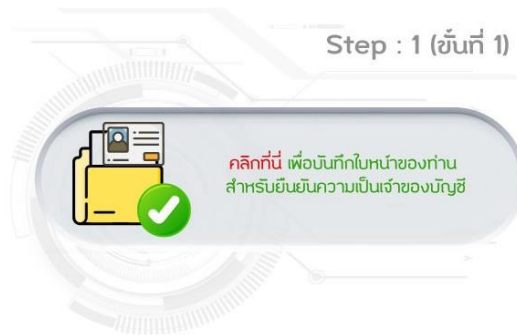 Step : 1 (ขั้นที่ 1)
คลิกที่นี่ เพื่อบันทึกใบหน้าของท่าน
สำหรับยืนยันความเป็นเจ้าของบัญชี